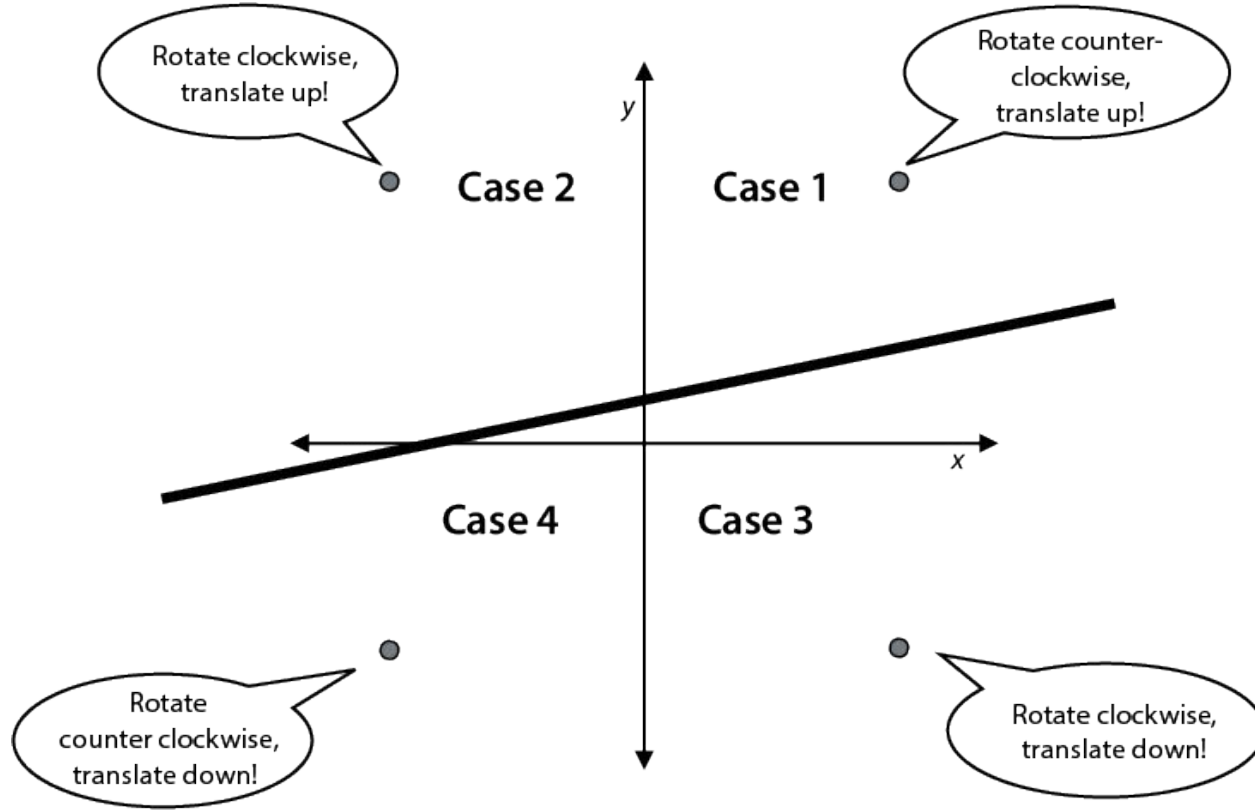 Rotate clockwise,
translate up!
Rotate counter-
clockwise,
translate up!
y
Case 2
Case 1
x
Case 4
Case 3
Rotate
counter clockwise,
translate down!
Rotate clockwise,
translate down!